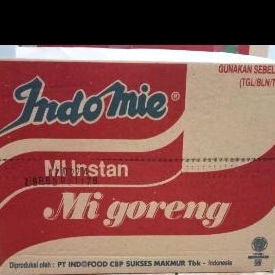 GUNAKAN SEBEL
(TGL/BLN/T
Indomie®
MI Instan
Mi goreng
Diproduksi oleh : PT INDOFOOD CBP SUKSES MAKMUR Tbk - Indonesia